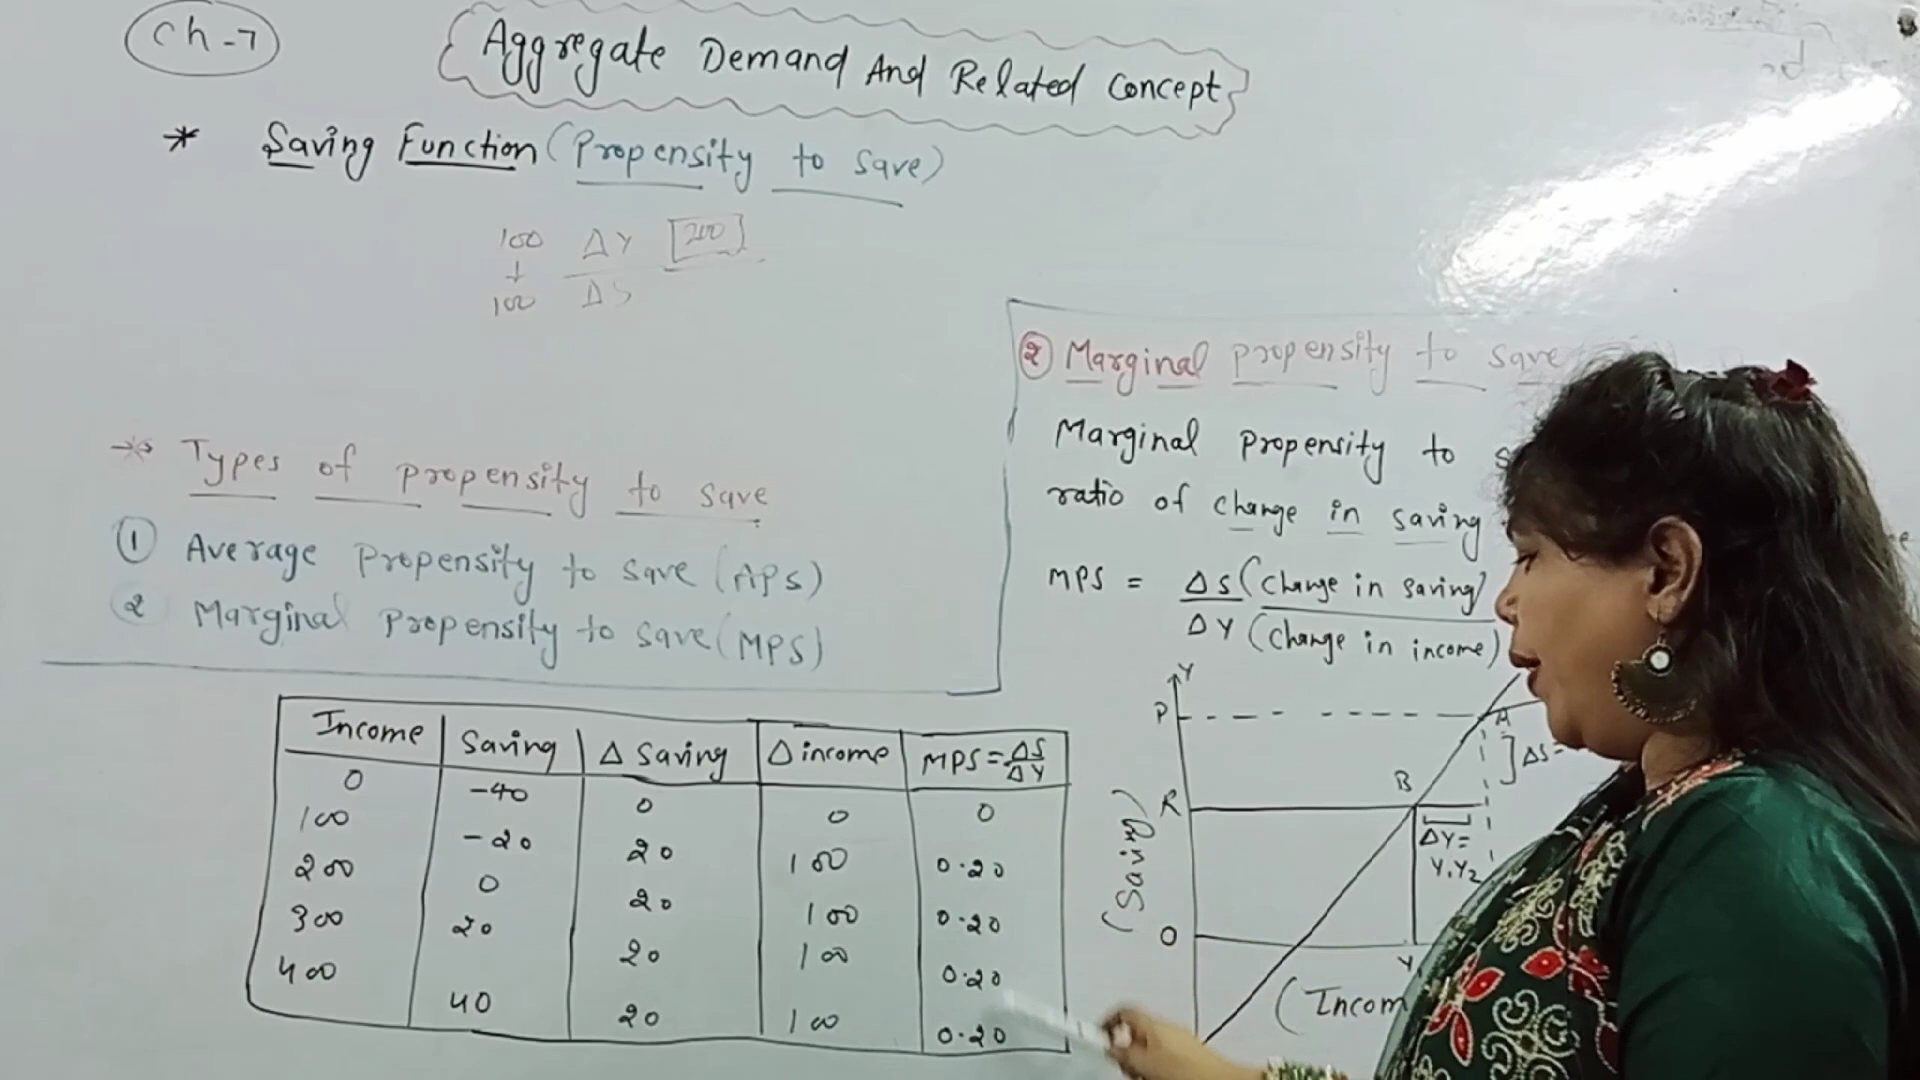 Ch-7
Aggregate Demand And Related Concept
* Saving Function (Propensity to save)
100 ΔY [200]
↓
100 ΔS
Types of propensity to save
① Average Propensity to save (APS)
② Marginal Propensity to save (MPS)
② Marginal propensity to save
Marginal propensity to
ratio of change in saving
MPS = ΔS (Change in saving)
ΔY (Change in income)
Income Saving Δ Saving Δ income MPS = ΔS/ΔY
0 -40 0 0 0
100 -20 20 100 0.20
200 0 20 100 0.20
300 20 20 100 0.20
400 40 20 100 0.20
Y
P A
ΔS =
R B
ΔY =
Y₁Y₂
(Saving)
O
Y
(Incom